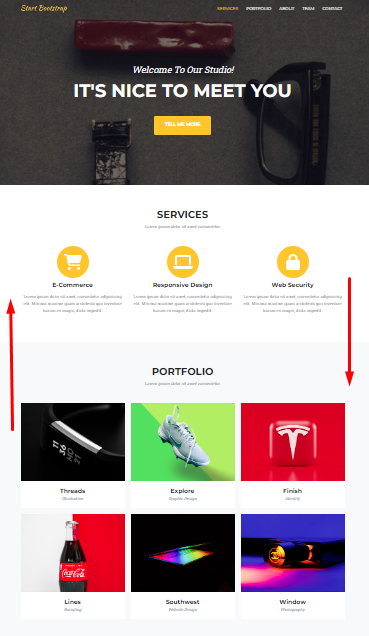 Start Bootstrap
SERVICES PORTFOLIO ABOUT TEAM CONTACT
Welcome To Our Studio!
IT'S NICE TO MEET YOU
TELL ME MORE
SERVICES
Lorem ipsum dolor sit amet consectetur.
E-Commerce
Responsive Design
Web Security
Lorem ipsum dolor sit amet, consectetur adipisicing
elit. Minima maxime quam architecto quo inventore
harum ex magni, dicta impedit.
Lorem ipsum dolor sit amet, consectetur adipisicing
elit. Minima maxime quam architecto quo inventore
harum ex magni, dicta impedit.
Lorem ipsum dolor sit amet, consectetur adipisicing
elit. Minima maxime quam architecto quo inventore
harum ex magni, dicta impedit.
PORTFOLIO
Lorem ipsum dolor sit amet consectetur.
11
36
Threads
Illustration
Explore
Graphic Design
Finish
Identity
Coca-Cola
Lines
Branding
Southwest
Website Design
Window
Photography